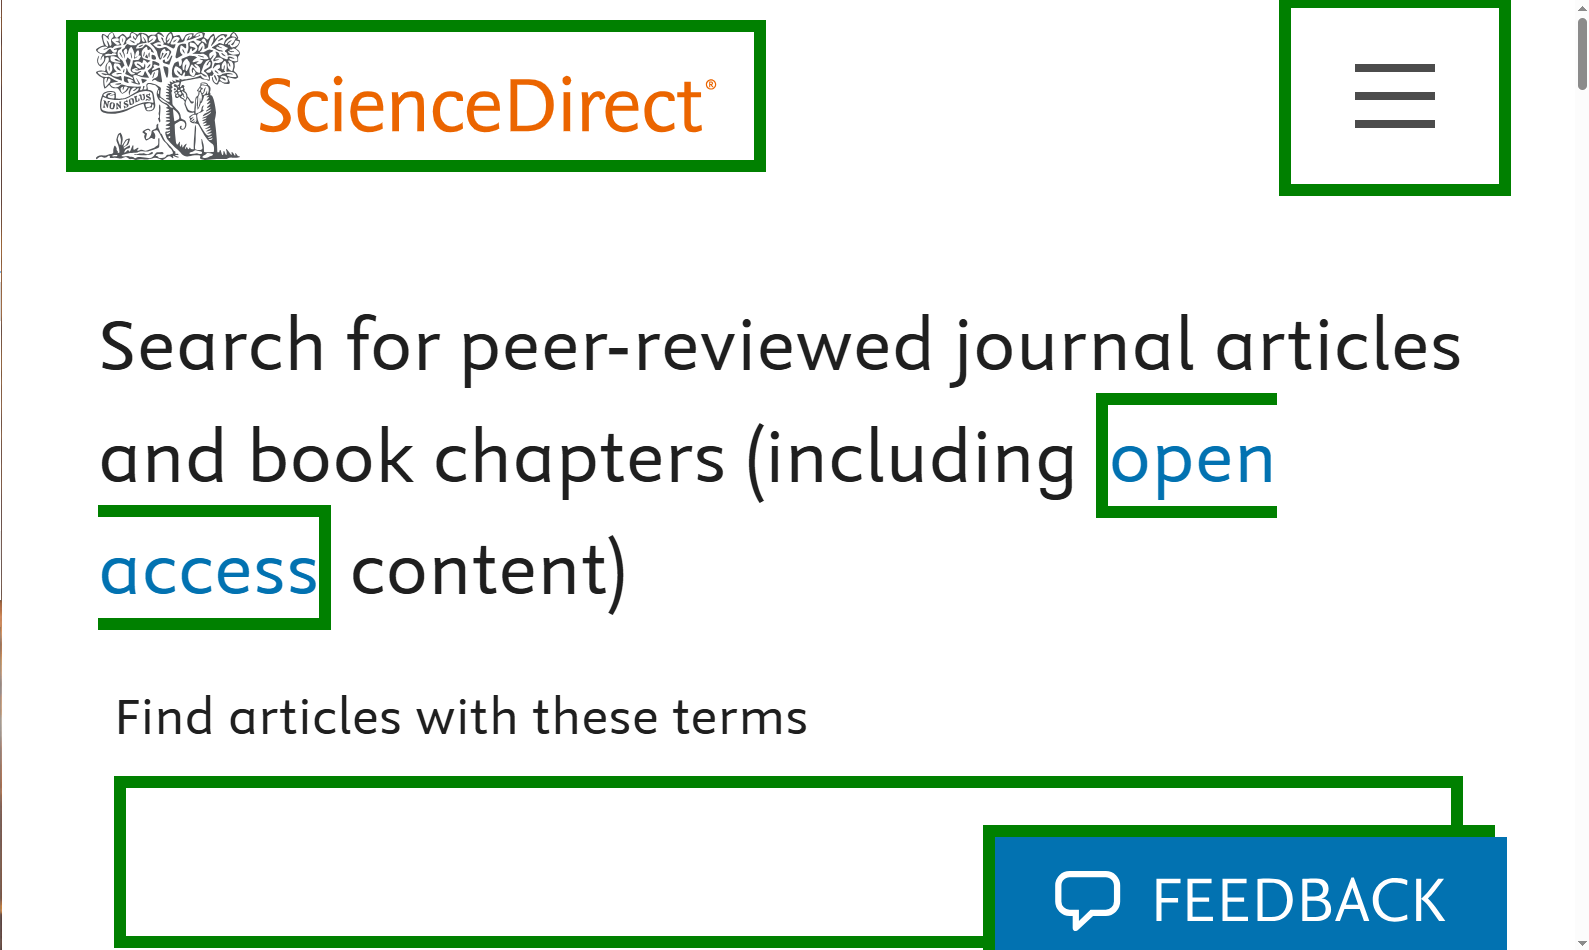 NON SOLUS
ScienceDirect®
Search for peer-reviewed journal articles
and book chapters (including open
access content)
Find articles with these terms
FEEDBACK